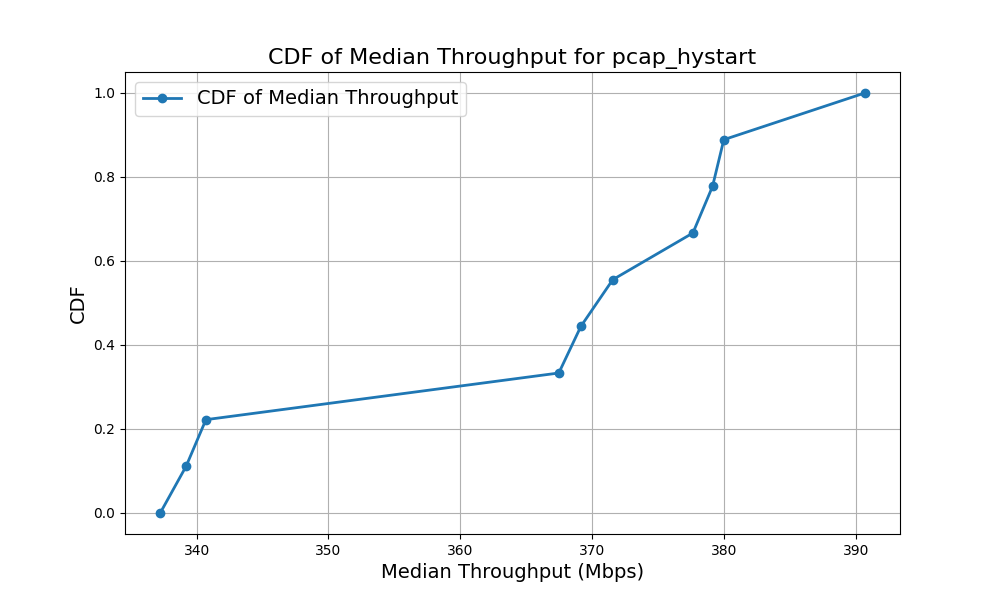 CDF of Median Throughput for pcap_hystart
CDF of Median Throughput
1.0
0.8
0.6
0.4
0.2
0.0
CDF
340 350 360 370 380 390
Median Throughput (Mbps)